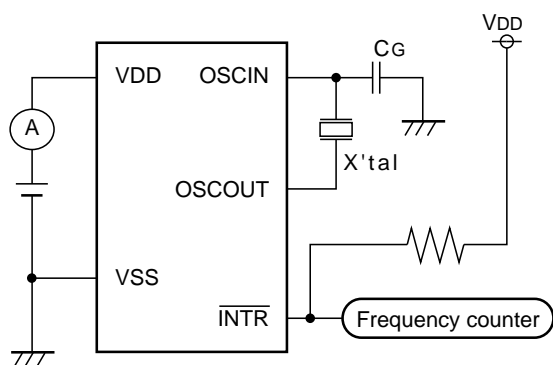 VDD
CG
VDD
OSCIN
A
X'tal
OSCOUT
VSS
INTR
Frequency counter